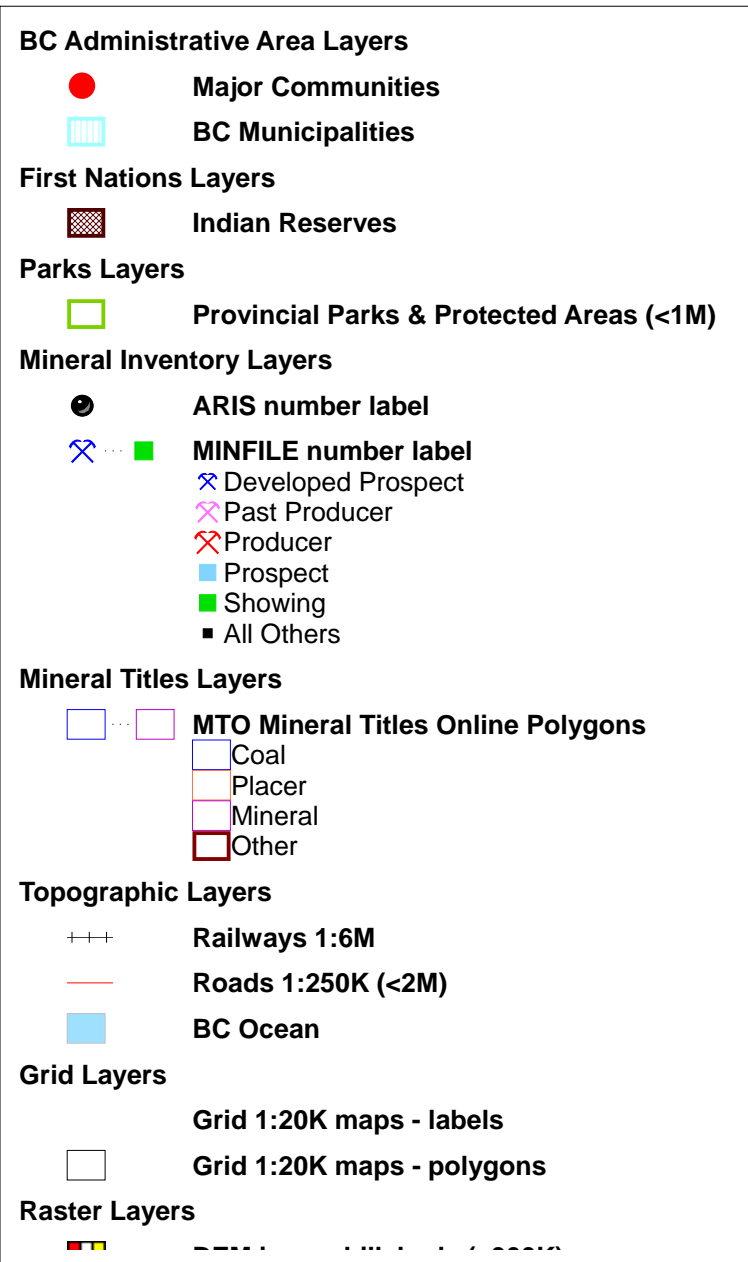 BC Administrative Area Layers
Major Communities
BC Municipalities
First Nations Layers
Indian Reserves
Parks Layers
Provincial Parks & Protected Areas (<1M)
Mineral Inventory Layers
ARIS number label
··· MINFILE number label
Developed Prospect
Past Producer
Producer
Prospect
Showing
All Others
Mineral Titles Layers
··· MTO Mineral Titles Online Polygons
Coal
Placer
Mineral
Other
Topographic Layers
Railways 1:6M
Roads 1:250K (<2M)
BC Ocean
Grid Layers
Grid 1:20K maps - labels
Grid 1:20K maps - polygons
Raster Layers